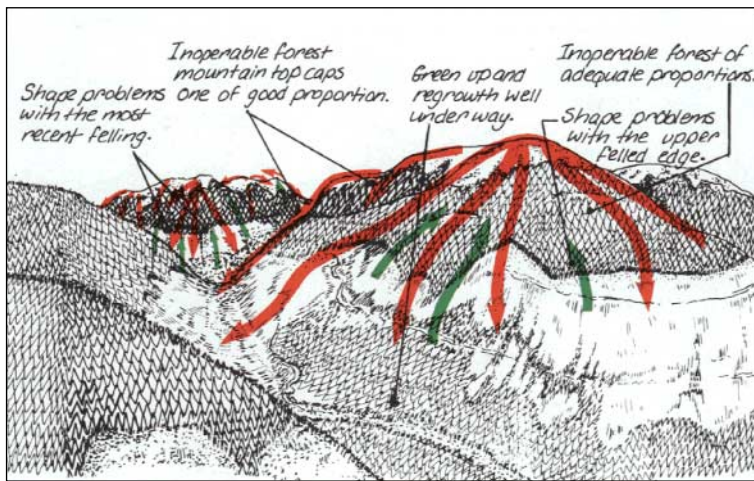 Shape problems
with the most
recent felling.
Inoperable forest
mountain top caps
one of good proportion.
Green up and
regrowth well
under way.
Inoperable forest of
adequate proportions.
Shape problems
with the upper
felled edge.